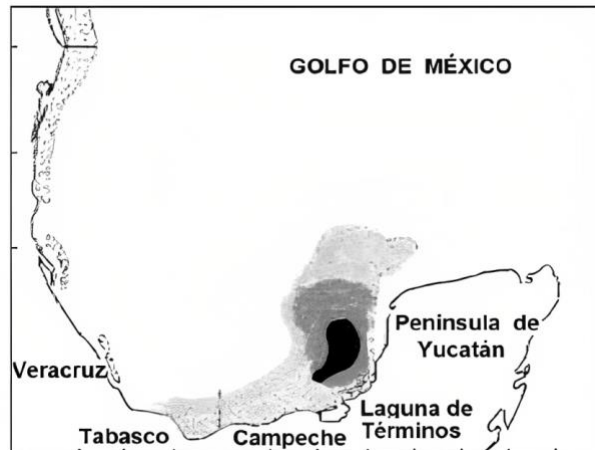 GOLFO DE MÉXICO
Peninsula de
Yucatán
Veracruz
Laguna de
Términos
Tabasco
Campeche